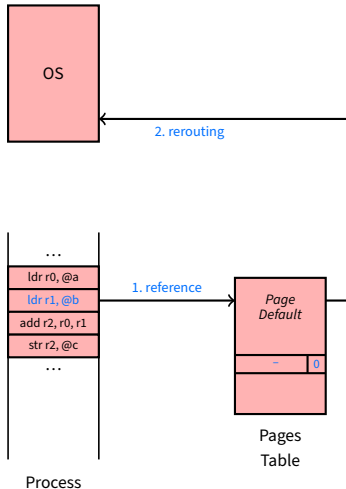 OS
2. rerouting
...
ldr r0, @a
ldr r1, @b
add r2, r0, r1
str r2, @c
...
1. reference
Page
Default
– 0
Pages
Table
Process